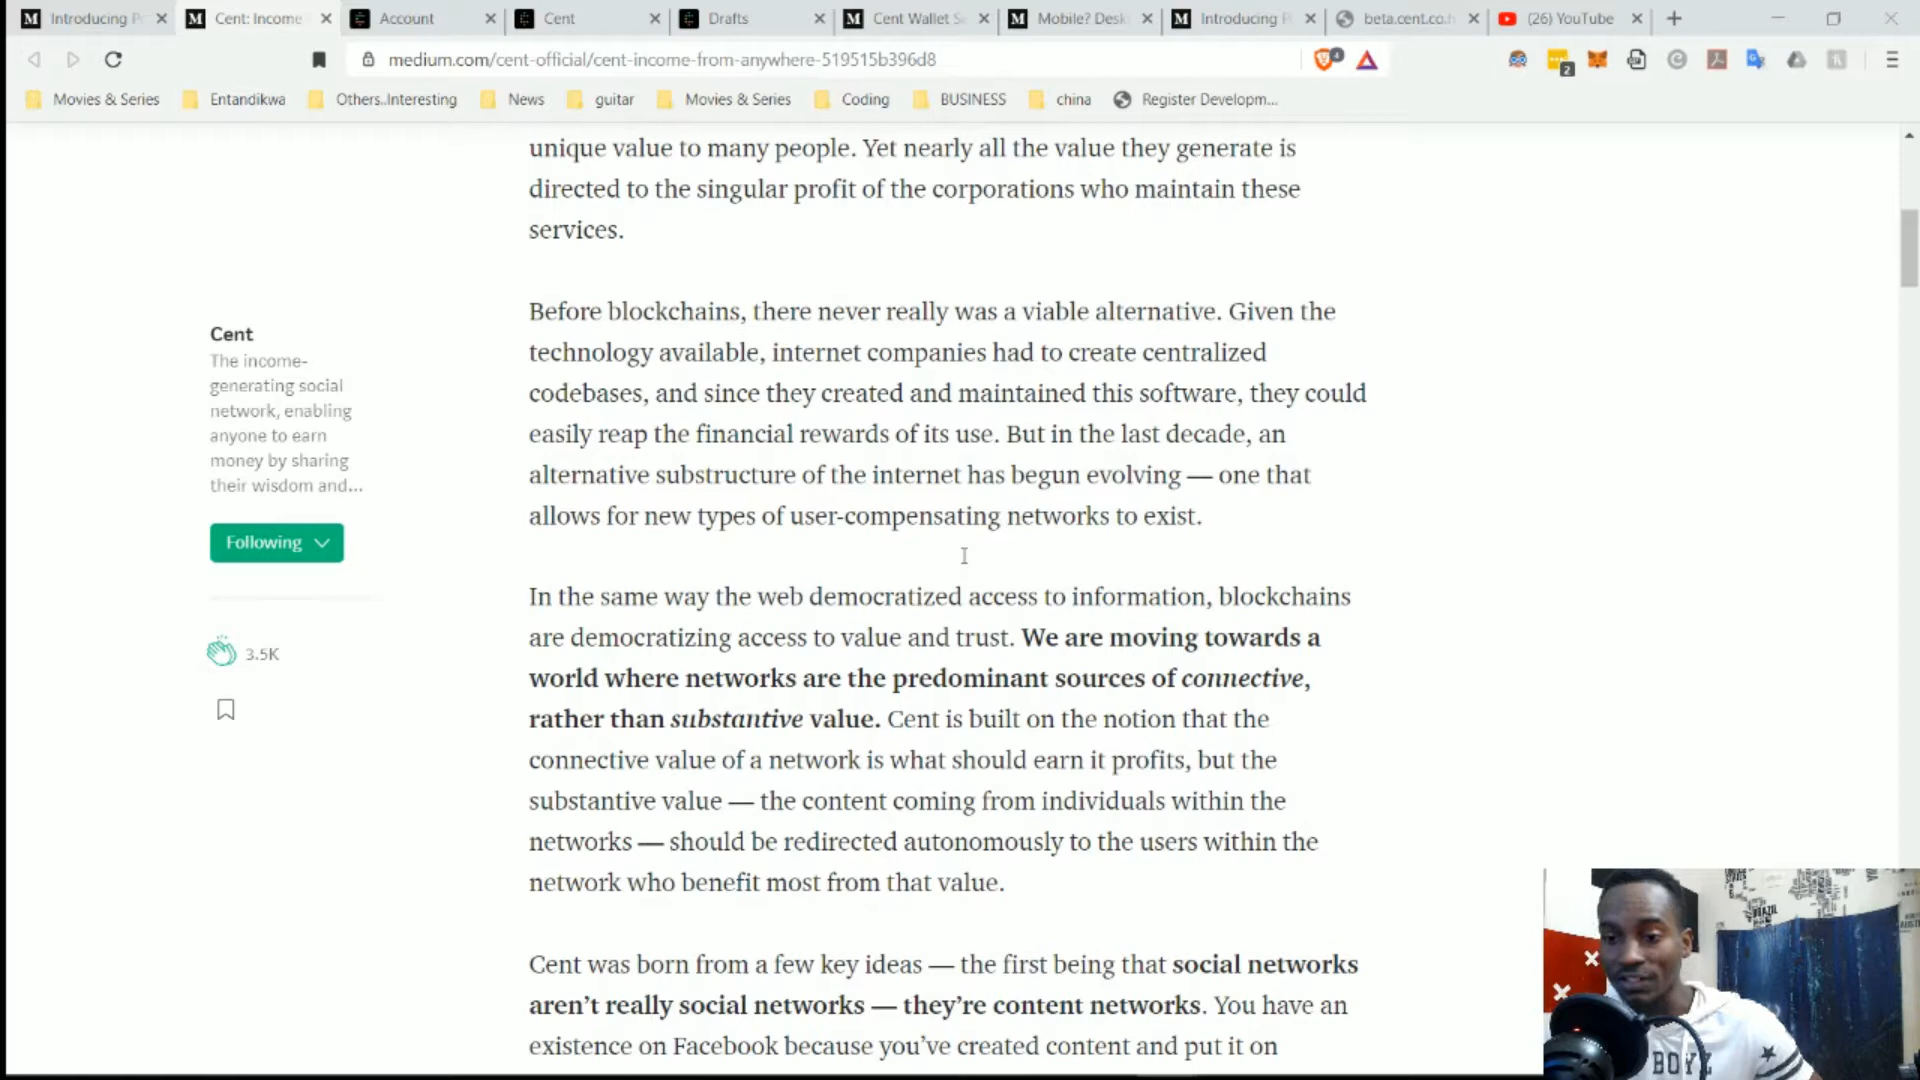 Introducing P
Cent: Income
Account
Cent
Drafts
Cent Wallet S
Mobile? Desk
Introducing P
beta.cent.co
(26) YouTube
medium.com/cent-official/cent-income-from-anywhere-519515b396d8
4
2
Movies & Series
Entandikwa
Others..Interesting
News
guitar
Movies & Series
Coding
BUSINESS
china
Register Developm...
unique value to many people. Yet nearly all the value they generate is
directed to the singular profit of the corporations who maintain these
services.
Before blockchains, there never really was a viable alternative. Given the
technology available, internet companies had to create centralized
codebases, and since they created and maintained this software, they could
easily reap the financial rewards of its use. But in the last decade, an
alternative substructure of the internet has begun evolving — one that
allows for new types of user-compensating networks to exist.
In the same way the web democratized access to information, blockchains
are democratizing access to value and trust. We are moving towards a
world where networks are the predominant sources of connective,
rather than substantive value. Cent is built on the notion that the
connective value of a network is what should earn it profits, but the
substantive value — the content coming from individuals within the
networks — should be redirected autonomously to the users within the
network who benefit most from that value.
Cent was born from a few key ideas — the first being that social networks
aren't really social networks — they're content networks. You have an
existence on Facebook because you've created content and put it on
Cent
The income-
generating social
network, enabling
anyone to earn
money by sharing
their wisdom and...
Following
3.5K
BRAZIL
BOYZ